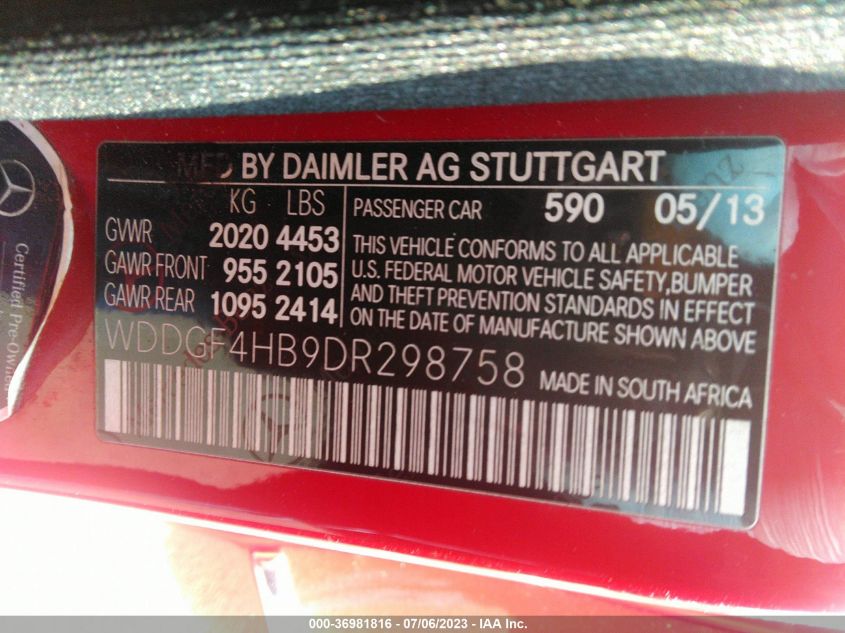 MFD BY DAIMLER AG STUTTGART
KG LBS
GVWR 2020 4453
GAWR FRONT 955 2105
GAWR REAR 1095 2414
PASSENGER CAR 590 05/13
THIS VEHICLE CONFORMS TO ALL APPLICABLE
U.S. FEDERAL MOTOR VEHICLE SAFETY,BUMPER
AND THEFT PREVENTION STANDARDS IN EFFECT
ON THE DATE OF MANUFACTURE SHOWN ABOVE
WDDGF4HB9DR298758 MADE IN SOUTH AFRICA
Certified Pre-Owned
000-36981816 - 07/06/2023 - IAA Inc.